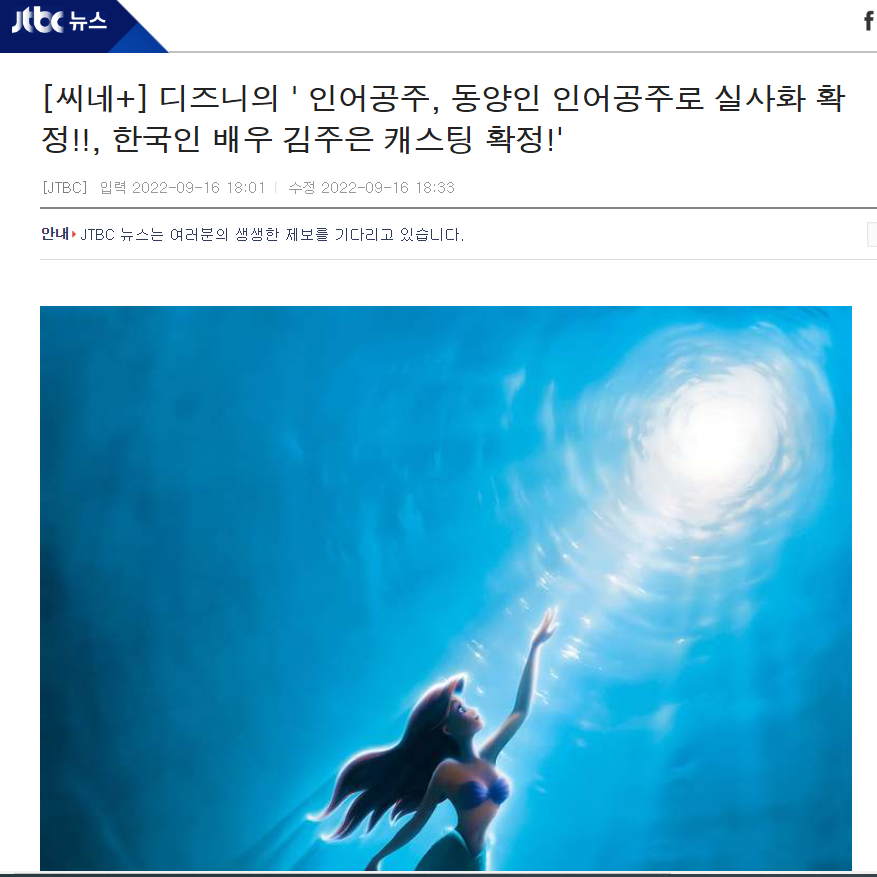 jtbc 뉴스
f
[씨네+] 디즈니의 ' 인어공주, 동양인 인어공주로 실사화 확
정!!, 한국인 배우 김주은 캐스팅 확정!'
[JTBC] 입력 2022-09-16 18:01 | 수정 2022-09-16 18:33
안내 JTBC 뉴스는 여러분의 생생한 제보를 기다리고 있습니다.